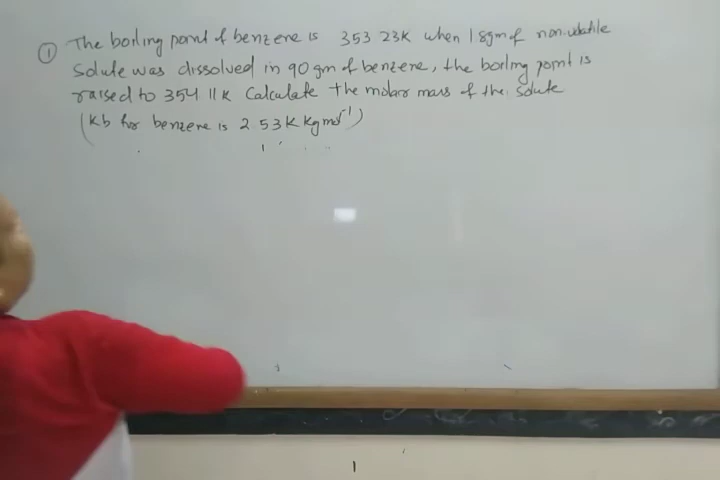 ① The boiling point of benzene is 353 23K when 1 8gm of non-volatile
Solute was dissolved in 90 gm of benzene, the boiling point is
raised to 354 11K Calculate the molar mass of the solute
(Kb for benzene is 2 53K Kg mol⁻¹)